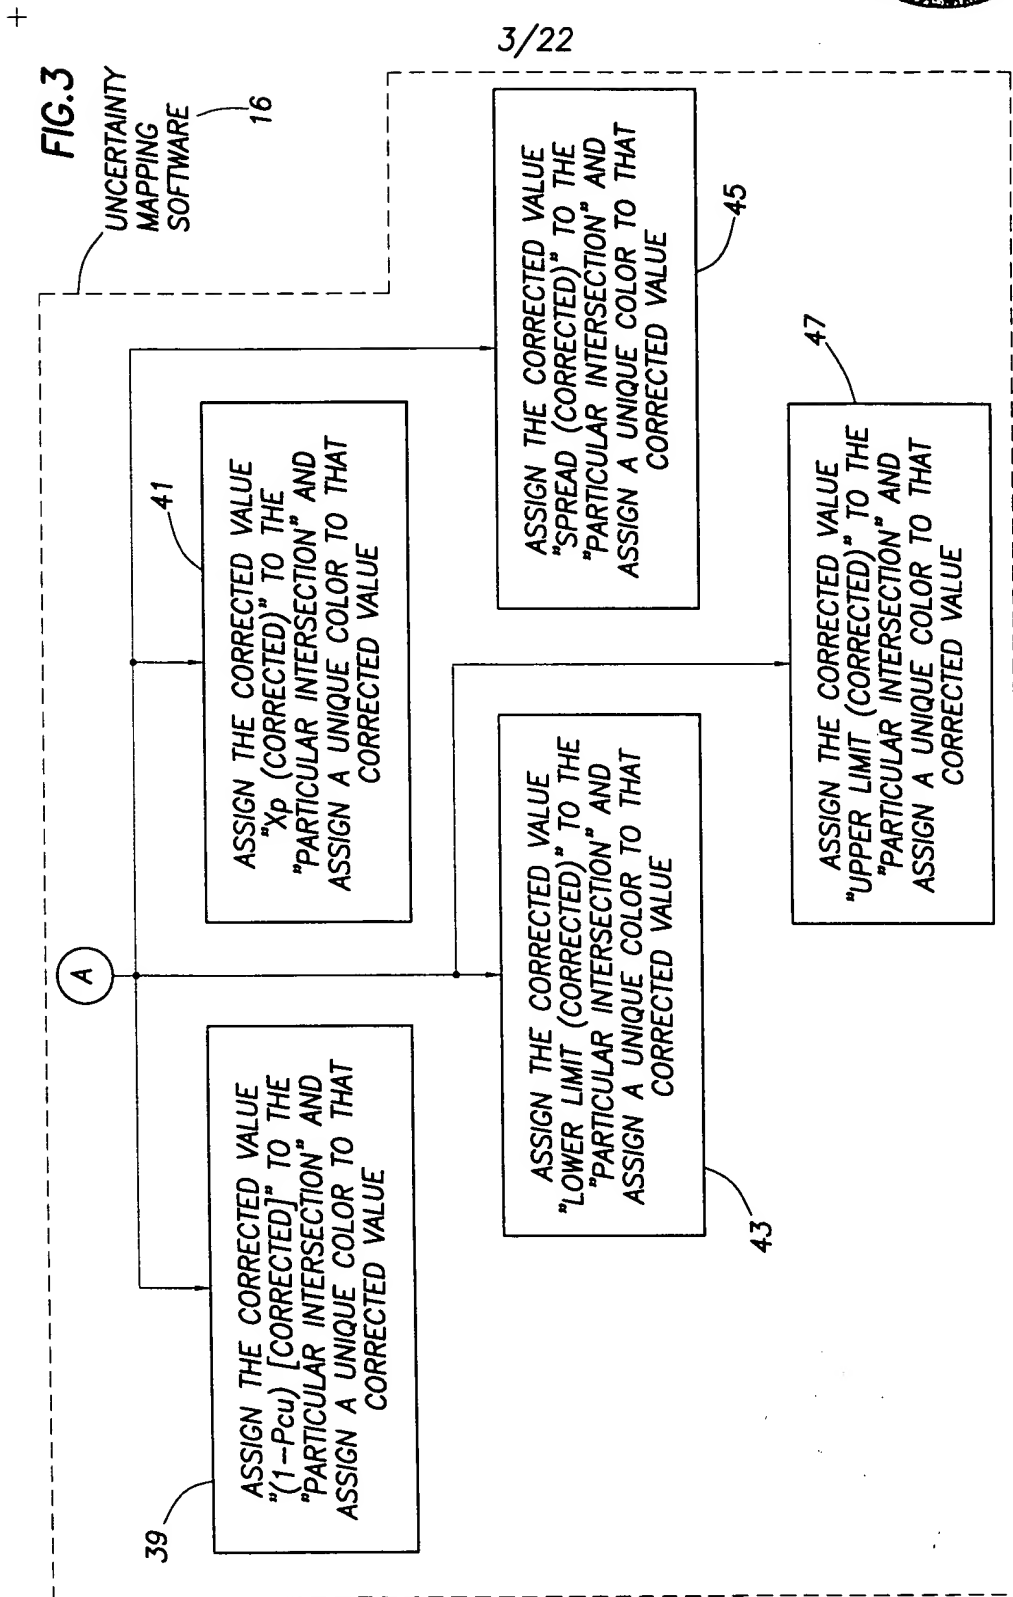 3/22
FIG.3
UNCERTAINTY
MAPPING
SOFTWARE
16
A
39
ASSIGN THE CORRECTED VALUE
"(1−Pcu) [CORRECTED]" TO THE
"PARTICULAR INTERSECTION" AND
ASSIGN A UNIQUE COLOR TO THAT
CORRECTED VALUE
41
ASSIGN THE CORRECTED VALUE
"Xp (CORRECTED)" TO THE
"PARTICULAR INTERSECTION" AND
ASSIGN A UNIQUE COLOR TO THAT
CORRECTED VALUE
43
ASSIGN THE CORRECTED VALUE
"LOWER LIMIT (CORRECTED)" TO THE
"PARTICULAR INTERSECTION" AND
ASSIGN A UNIQUE COLOR TO THAT
CORRECTED VALUE
45
ASSIGN THE CORRECTED VALUE
"SPREAD (CORRECTED)" TO THE
"PARTICULAR INTERSECTION" AND
ASSIGN A UNIQUE COLOR TO THAT
CORRECTED VALUE
47
ASSIGN THE CORRECTED VALUE
"UPPER LIMIT (CORRECTED)" TO THE
"PARTICULAR INTERSECTION" AND
ASSIGN A UNIQUE COLOR TO THAT
CORRECTED VALUE